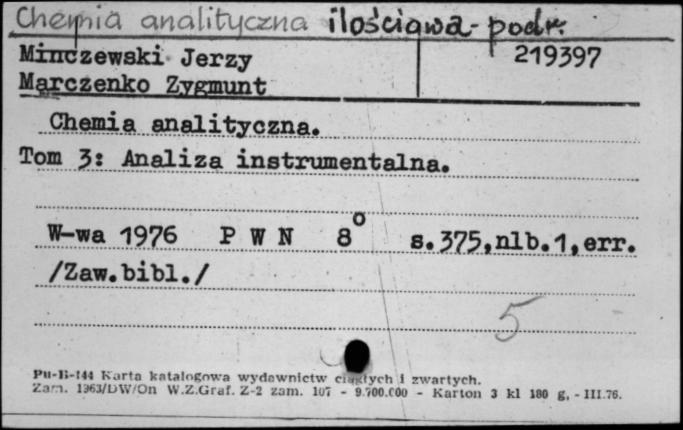 Chemia analityczna ilościowa - podr.
Minczewski Jerzy 219397
Marczenko Zygmunt
Chemia analityczna.
Tom 3: Analiza instrumentalna.
W-wa 1976 P W N 8° s.375,nlb.1,err.
/Zaw.bibl./
5
Pu-B-144 Karta katalogowa wydawnictw ciągłych i zwartych.
Zam. 1363/DW/On W.Z.Graf. Z-2 zam. 107 - 9.700.000 - Karton 3 kl 180 g, - III.76.